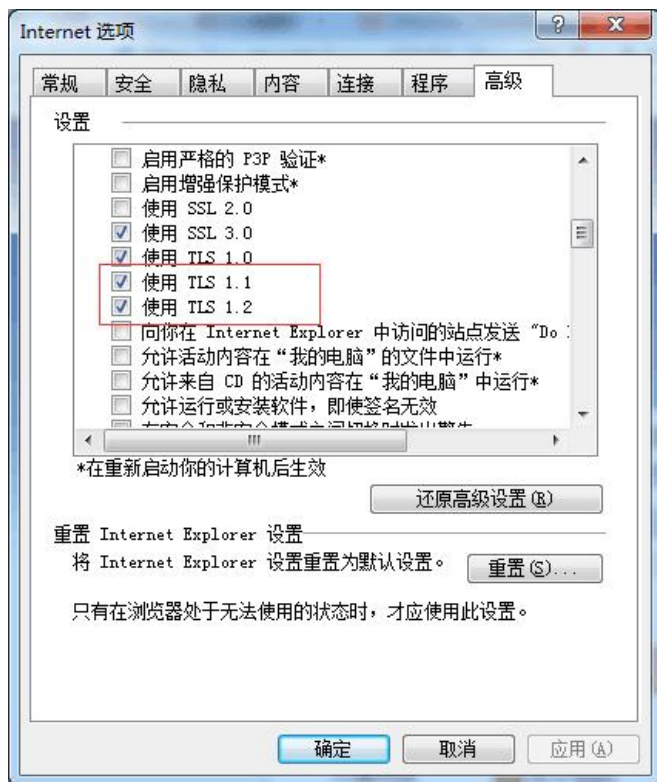 Internet 选项
常规 安全 隐私 内容 连接 程序 高级
设置
启用严格的 P3P 验证*
启用增强保护模式*
使用 SSL 2.0
使用 SSL 3.0
使用 TLS 1.0
使用 TLS 1.1
使用 TLS 1.2
向你在 Internet Explorer 中访问的站点发送 "Do
允许活动内容在“我的电脑”的文件中运行*
允许来自 CD 的活动内容在“我的电脑”中运行*
允许运行或安装软件，即使签名无效
*在重新启动你的计算机后生效
还原高级设置(R)
重置 Internet Explorer 设置
将 Internet Explorer 设置重置为默认设置。 重置(S)...
只有在浏览器处于无法使用的状态时，才应使用此设置。
确定 取消 应用(A)